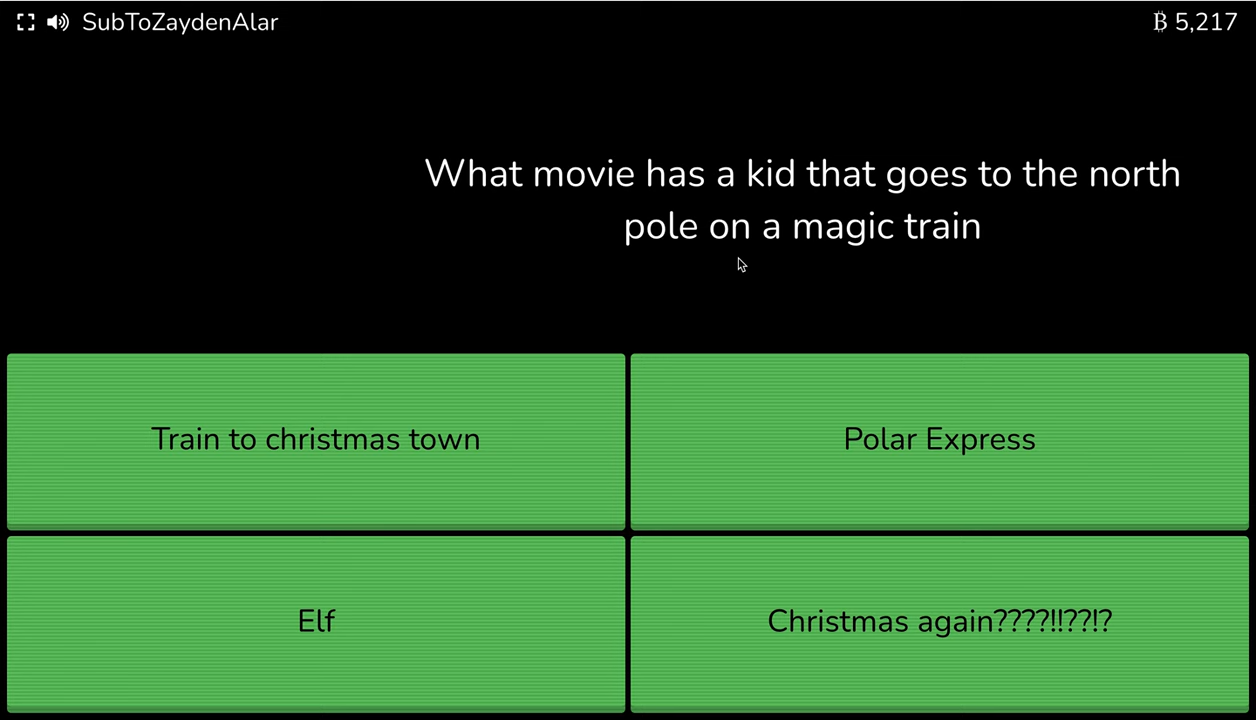 SubToZaydenAlar
₿ 5,217
What movie has a kid that goes to the north
pole on a magic train
Train to christmas town
Polar Express
Elf
Christmas again????!!??!?